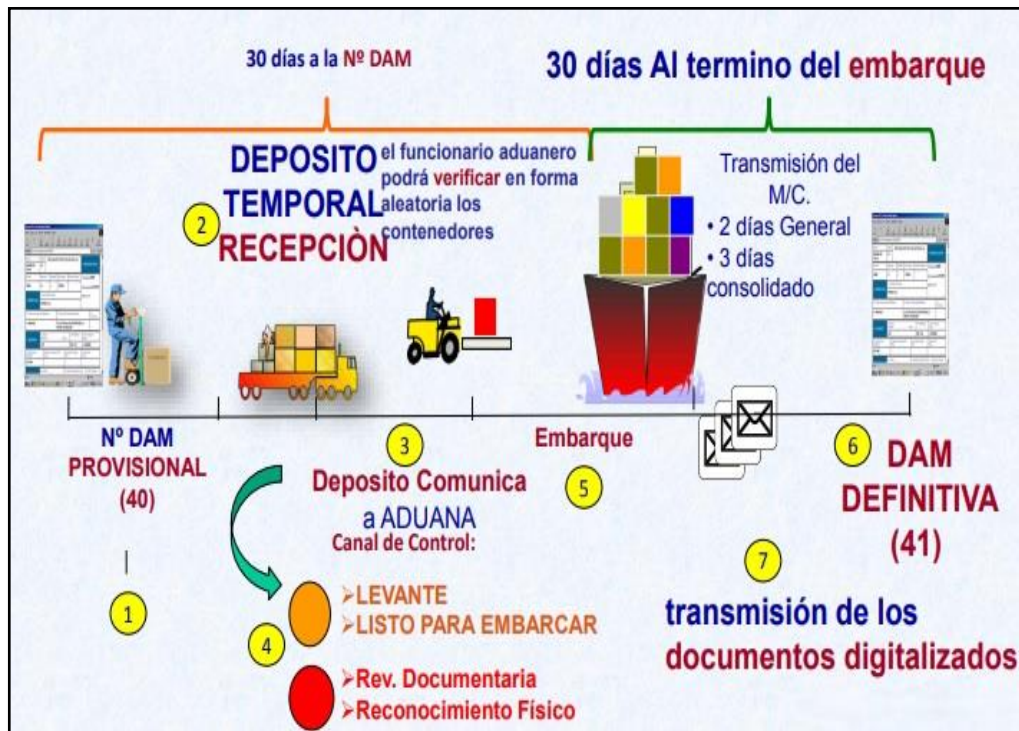 30 días a la Nº DAM
30 días Al termino del embarque
DEPOSITO
TEMPORAL
RECEPCIÒN
el funcionario aduanero
podrá verificar en forma
aleatoria los
contenedores
2
Transmisión del
M/C.
• 2 días General
• 3 días
consolidado
Nº DAM
PROVISIONAL
(40)
1
3
Deposito Comunica
a ADUANA
Canal de Control:
4
➢LEVANTE
➢LISTO PARA EMBARCAR
➢Rev. Documentaria
➢Reconocimiento Físico
Embarque
5
6
DAM
DEFINITIVA
(41)
7
transmisión de los
documentos digitalizados